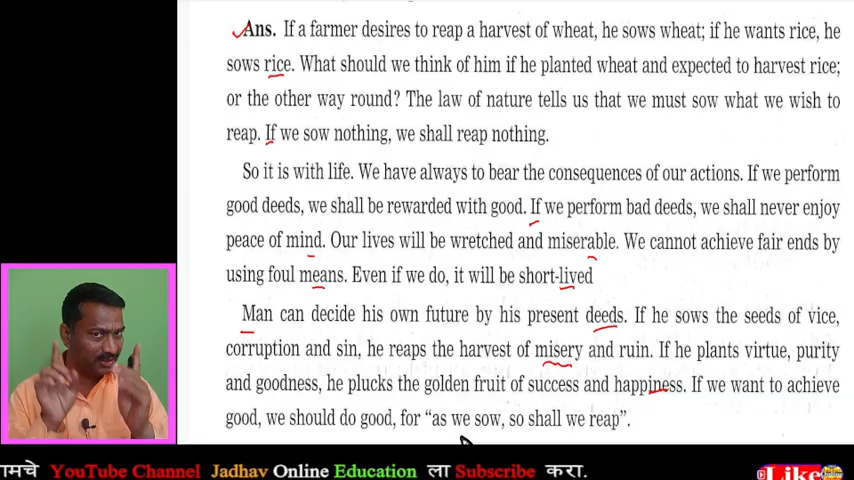 Ans. If a farmer desires to reap a harvest of wheat, he sows wheat; if he wants rice, he
sows rice. What should we think of him if he planted wheat and expected to harvest rice;
or the other way round? The law of nature tells us that we must sow what we wish to
reap. If we sow nothing, we shall reap nothing.
So it is with life. We have always to bear the consequences of our actions. If we perform
good deeds, we shall be rewarded with good. If we perform bad deeds, we shall never enjoy
peace of mind. Our lives will be wretched and miserable. We cannot achieve fair ends by
using foul means. Even if we do, it will be short-lived
Man can decide his own future by his present deeds. If he sows the seeds of vice,
corruption and sin, he reaps the harvest of misery and ruin. If he plants virtue, purity
and goodness, he plucks the golden fruit of success and happiness. If we want to achieve
good, we should do good, for “as we sow, so shall we reap”.
ामचे YouTube Channel Jadhav Online Education ला Subscribe करा.
Like